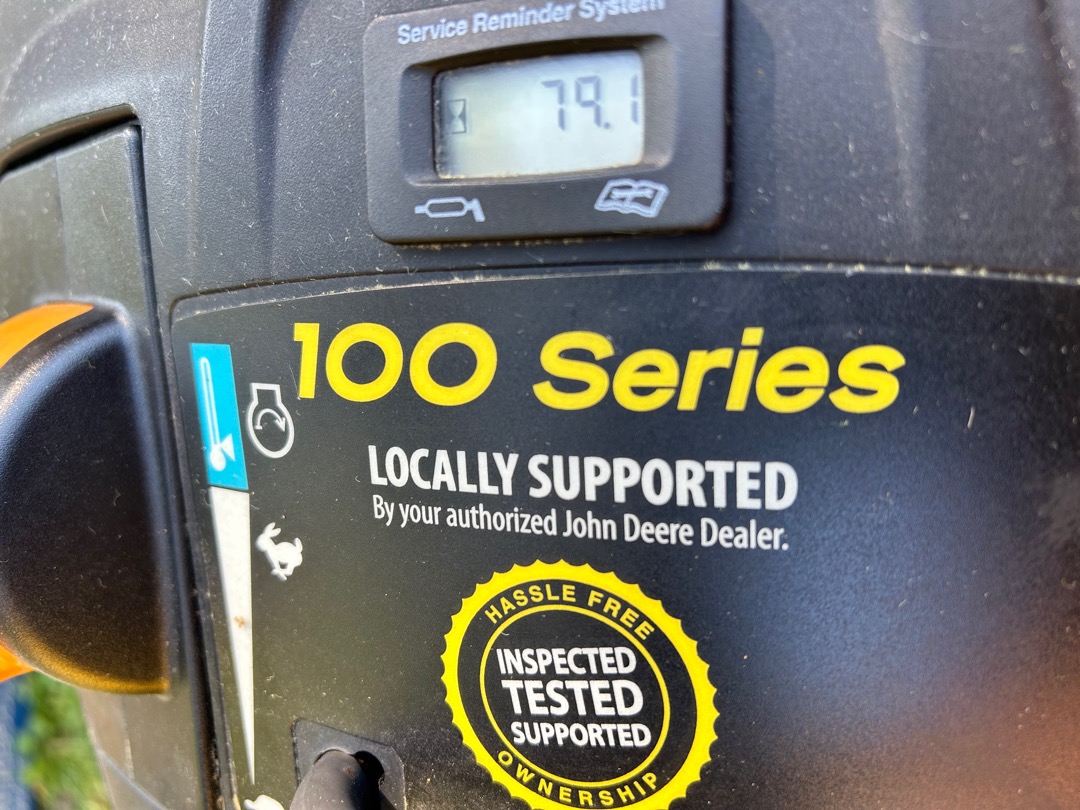 Service Reminder System
79.1
100 Series
LOCALLY SUPPORTED
By your authorized John Deere Dealer.
HASSLE FREE
INSPECTED
TESTED
SUPPORTED
OWNERSHIP